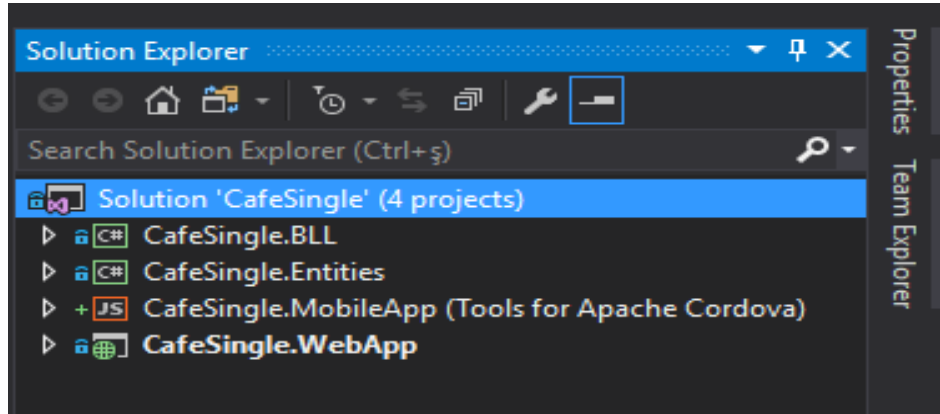 Solution Explorer
Search Solution Explorer (Ctrl+ş)
Solution 'CafeSingle' (4 projects)
C# CafeSingle.BLL
C# CafeSingle.Entities
+ JS CafeSingle.MobileApp (Tools for Apache Cordova)
CafeSingle.WebApp
Properties
Team Explorer